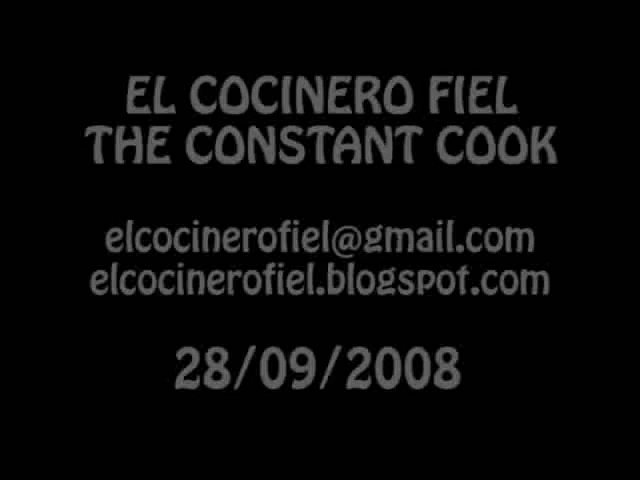 EL COCINERO FIEL
THE CONSTANT COOK
elcocinerofiel@gmail.com
elcocinerofiel.blogspot.com
28/09/2008